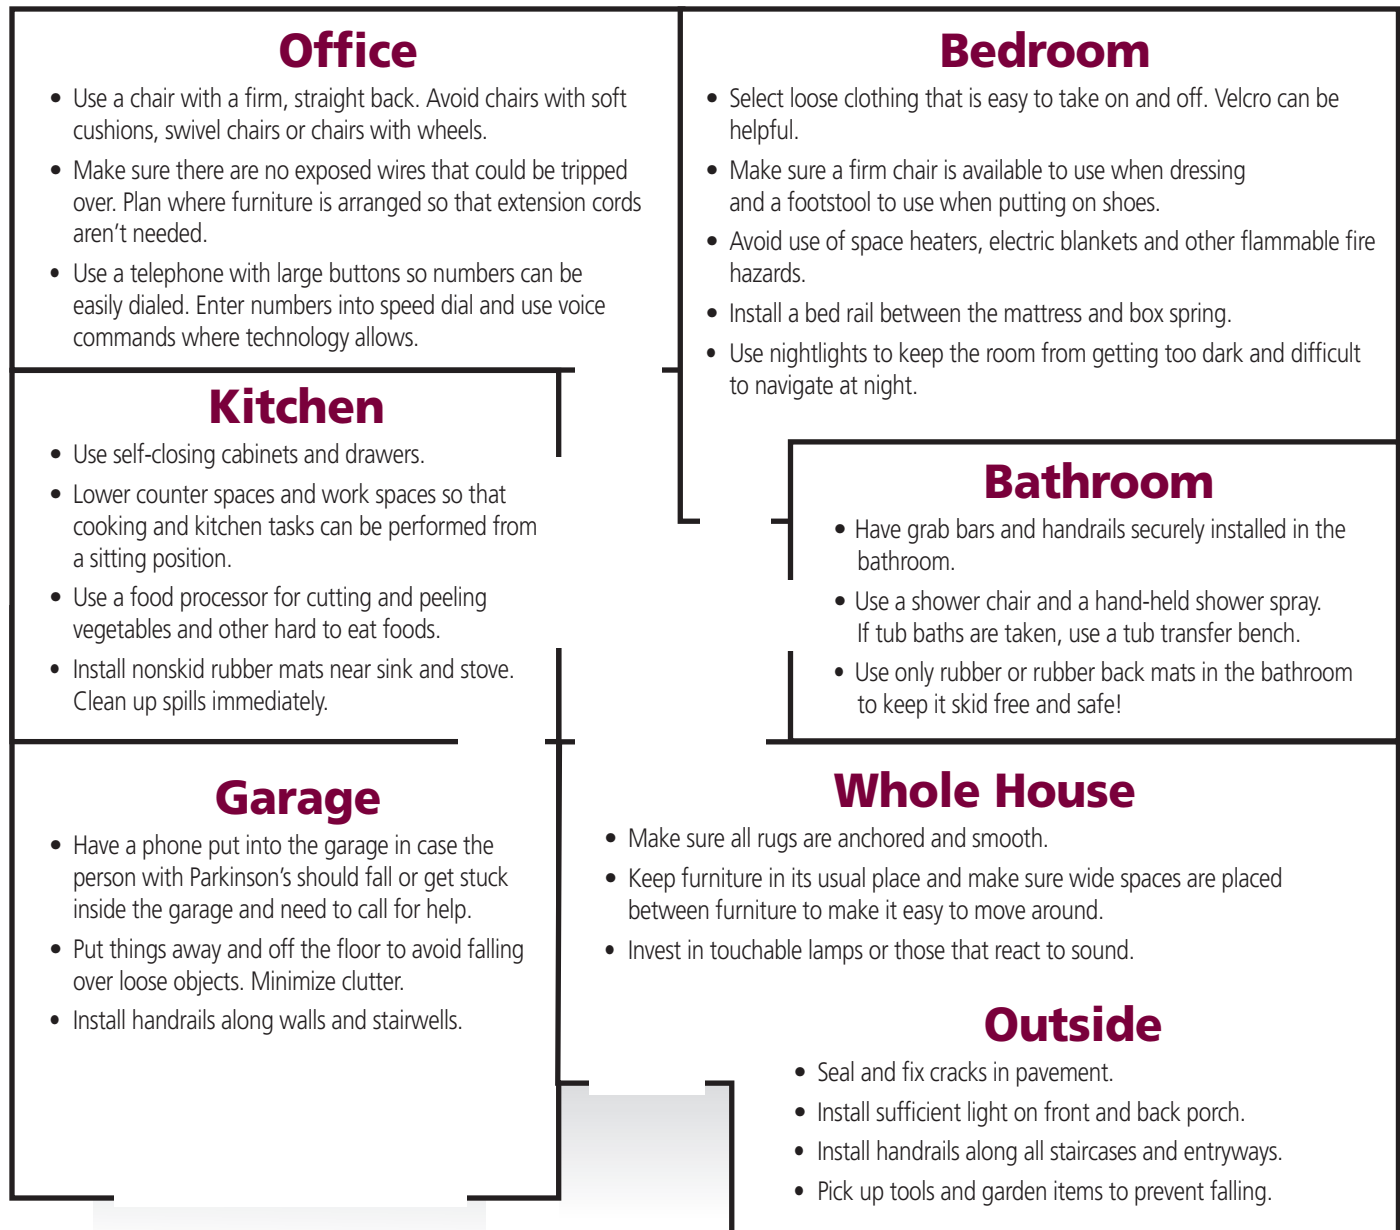 Office
• Use a chair with a firm, straight back. Avoid chairs with soft
cushions, swivel chairs or chairs with wheels.
• Make sure there are no exposed wires that could be tripped
over. Plan where furniture is arranged so that extension cords
aren't needed.
• Use a telephone with large buttons so numbers can be
easily dialed. Enter numbers into speed dial and use voice
commands where technology allows.
Bedroom
• Select loose clothing that is easy to take on and off. Velcro can be
helpful.
• Make sure a firm chair is available to use when dressing
and a footstool to use when putting on shoes.
• Avoid use of space heaters, electric blankets and other flammable fire
hazards.
• Install a bed rail between the mattress and box spring.
• Use nightlights to keep the room from getting too dark and difficult
to navigate at night.
Kitchen
• Use self-closing cabinets and drawers.
• Lower counter spaces and work spaces so that
cooking and kitchen tasks can be performed from
a sitting position.
• Use a food processor for cutting and peeling
vegetables and other hard to eat foods.
• Install nonskid rubber mats near sink and stove.
Clean up spills immediately.
Bathroom
• Have grab bars and handrails securely installed in the
bathroom.
• Use a shower chair and a hand-held shower spray.
If tub baths are taken, use a tub transfer bench.
• Use only rubber or rubber back mats in the bathroom
to keep it skid free and safe!
Garage
• Have a phone put into the garage in case the
person with Parkinson's should fall or get stuck
inside the garage and need to call for help.
• Put things away and off the floor to avoid falling
over loose objects. Minimize clutter.
• Install handrails along walls and stairwells.
Whole House
• Make sure all rugs are anchored and smooth.
• Keep furniture in its usual place and make sure wide spaces are placed
between furniture to make it easy to move around.
• Invest in touchable lamps or those that react to sound.
Outside
• Seal and fix cracks in pavement.
• Install sufficient light on front and back porch.
• Install handrails along all staircases and entryways.
• Pick up tools and garden items to prevent falling.